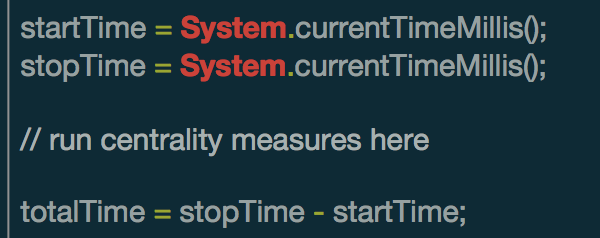 startTime = System.currentTimeMillis();
stopTime = System.currentTimeMillis();
// run centrality measures here
totalTime = stopTime - startTime;